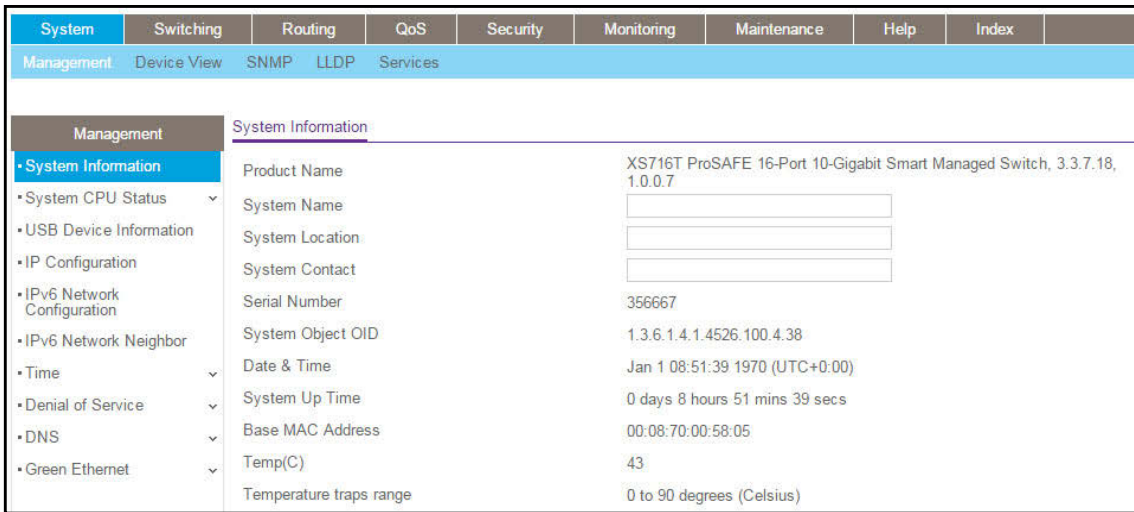 System Switching Routing QoS Security Monitoring Maintenance Help Index
Management Device View SNMP LLDP Services
Management
System Information
System CPU Status
USB Device Information
IP Configuration
IPv6 Network
Configuration
IPv6 Network Neighbor
Time
Denial of Service
DNS
Green Ethernet
System Information
Product Name XS716T ProSAFE 16-Port 10-Gigabit Smart Managed Switch, 3.3.7.18,
1.0.0.7
System Name
System Location
System Contact
Serial Number 356667
System Object OID 1.3.6.1.4.1.4526.100.4.38
Date & Time Jan 1 08:51:39 1970 (UTC+0:00)
System Up Time 0 days 8 hours 51 mins 39 secs
Base MAC Address 00:08:70:00:58:05
Temp(C) 43
Temperature traps range 0 to 90 degrees (Celsius)